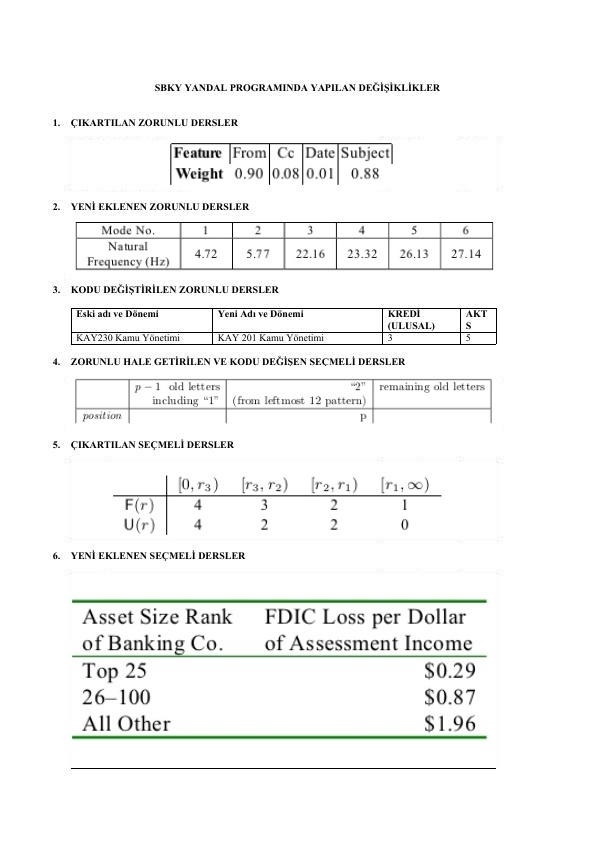 SBKY YANDAL PROGRAMINDA YAPILAN DEĞİŞİKLİKLER
1. ÇIKARTILAN ZORUNLU DERSLER
Feature From Cc Date Subject
Weight 0.90 0.08 0.01 0.88
2. YENİ EKLENEN ZORUNLU DERSLER
Mode No. 1 2 3 4 5 6
Natural Frequency (Hz) 4.72 5.77 22.16 23.32 26.13 27.14
3. KODU DEĞİŞTİRİLEN ZORUNLU DERSLER
Eski adı ve Dönemi Yeni Adı ve Dönemi KREDİ (ULUSAL) AKTS
KAY230 Kamu Yönetimi KAY 201 Kamu Yönetimi 3 5
4. ZORUNLU HALE GETİRİLEN VE KODU DEĞİŞEN SEÇMELİ DERSLER
p − 1 old letters “2” remaining old letters
including “1” (from leftmost 12 pattern)
position p
5. ÇIKARTILAN SEÇMELİ DERSLER
[0, r₃) [r₃, r₂) [r₂, r₁) [r₁, ∞)
F(r) 4 3 2 1
U(r) 4 2 2 0
6. YENİ EKLENEN SEÇMELİ DERSLER
Asset Size Rank FDIC Loss per Dollar
of Banking Co. of Assessment Income
Top 25 $0.29
26–100 $0.87
All Other $1.96